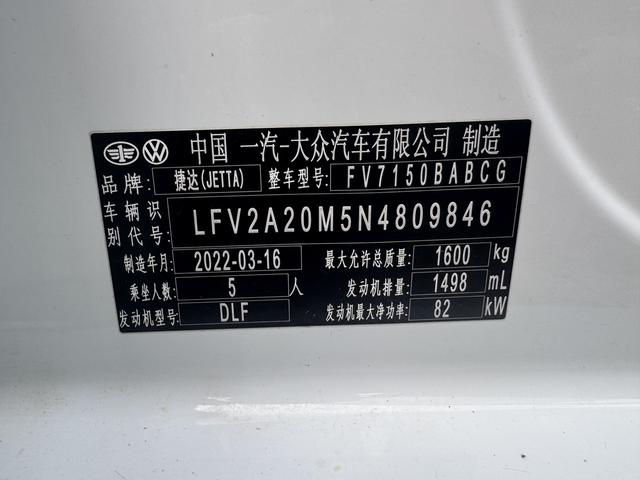 中国 一汽-大众汽车有限公司 制造
品牌: 捷达(JETTA) 整车型号: FV7150BABCG
车辆识别代号: LFV2A20M5N4809846
制造年月: 2022-03-16 最大允许总质量: 1600 kg
乘坐人数: 5 人 发动机排量: 1498 mL
发动机型号: DLF 发动机最大净功率: 82 kW